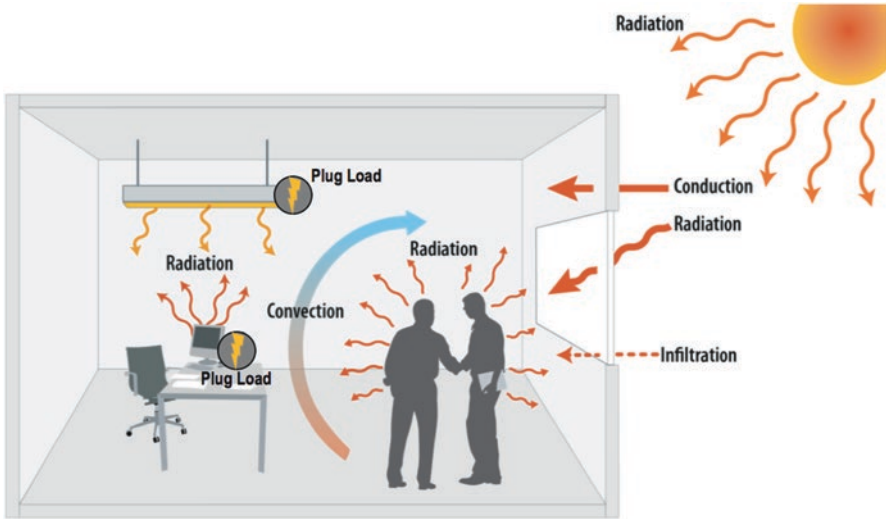 Radiation
Plug Load
Conduction
Radiation
Radiation
Radiation
Convection
Infiltration
Plug Load